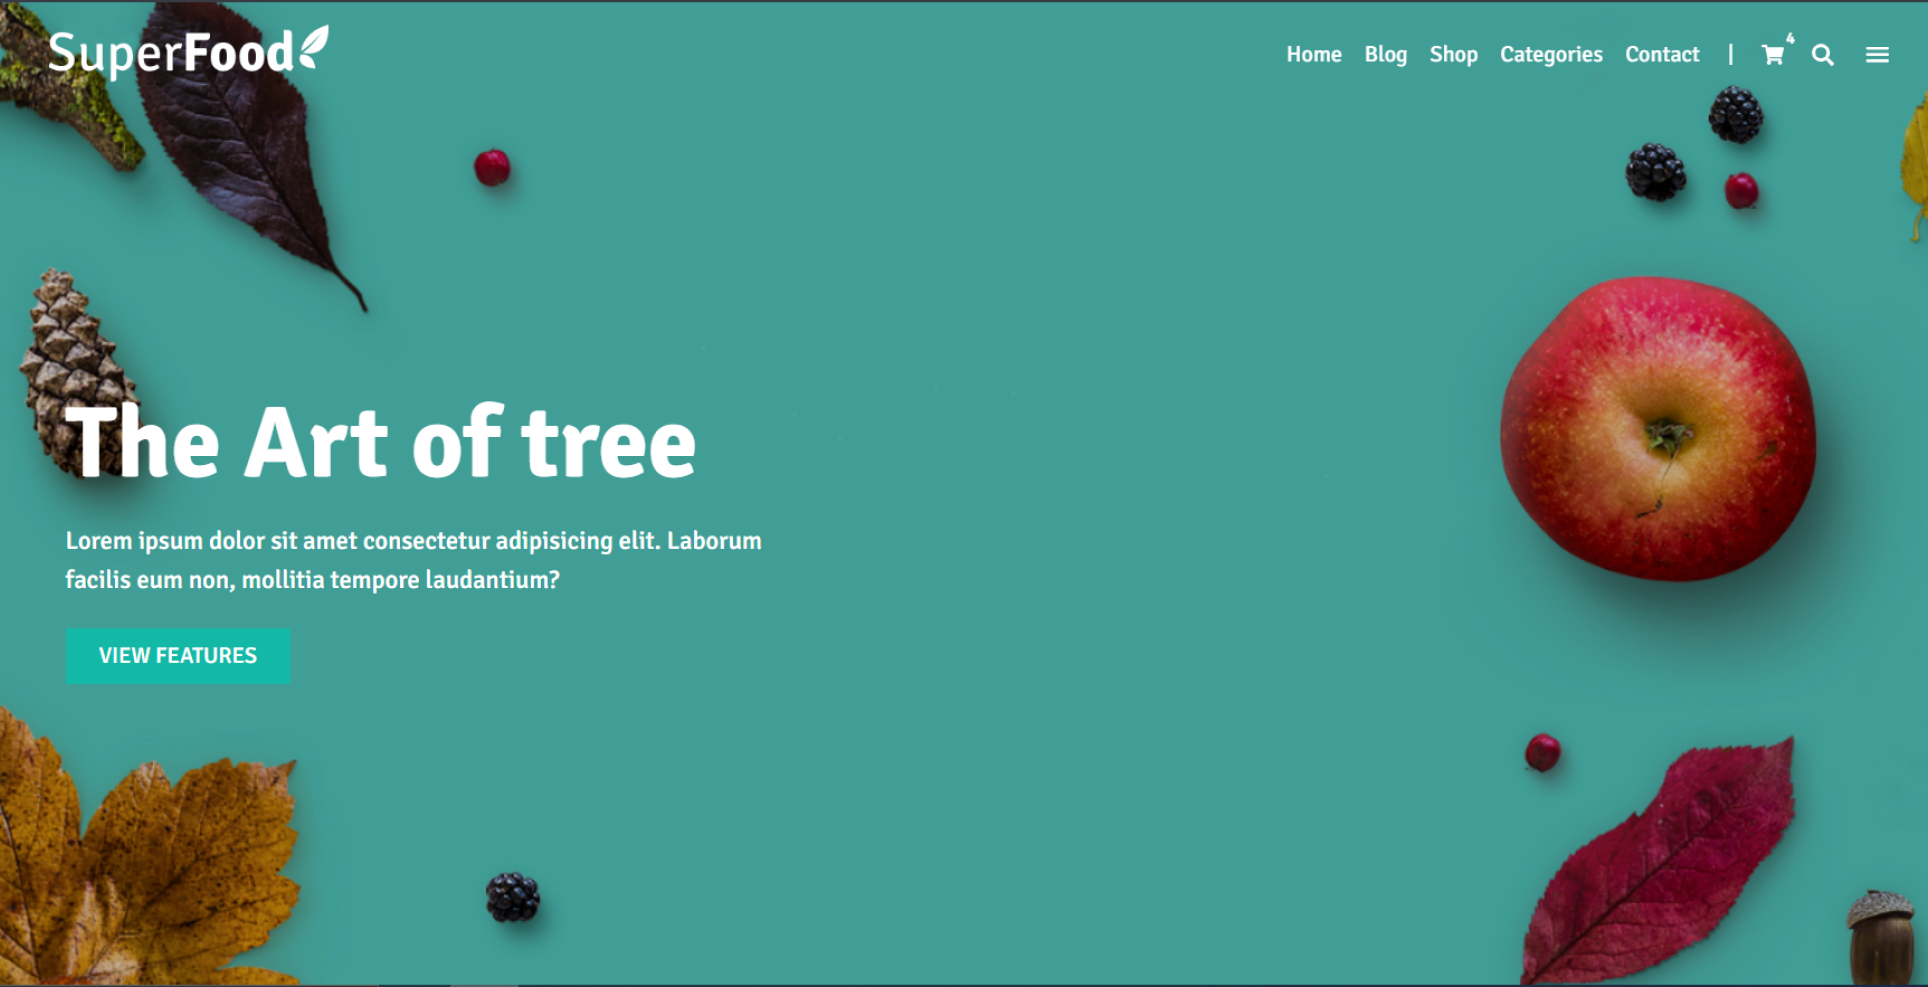 SuperFood
Home Blog Shop Categories Contact | 4
The Art of tree
Lorem ipsum dolor sit amet consectetur adipisicing elit. Laborum
facilis eum non, mollitia tempore laudantium?
VIEW FEATURES